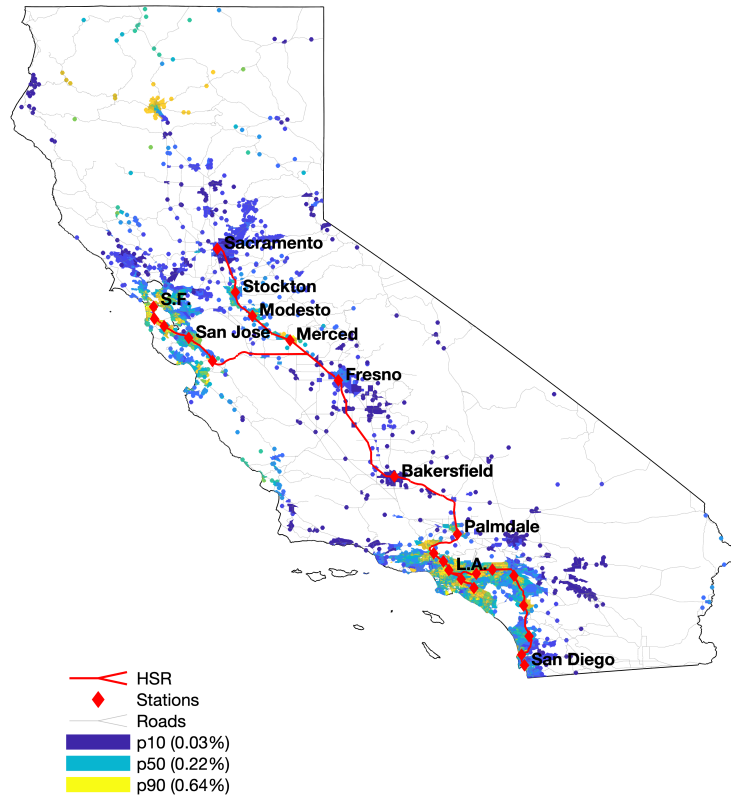 Sacramento
Stockton
S.F.
Modesto
San Jose
Merced
Fresno
Bakersfield
Palmdale
L.A.
San Diego
HSR
Stations
Roads
p10 (0.03%)
p50 (0.22%)
p90 (0.64%)